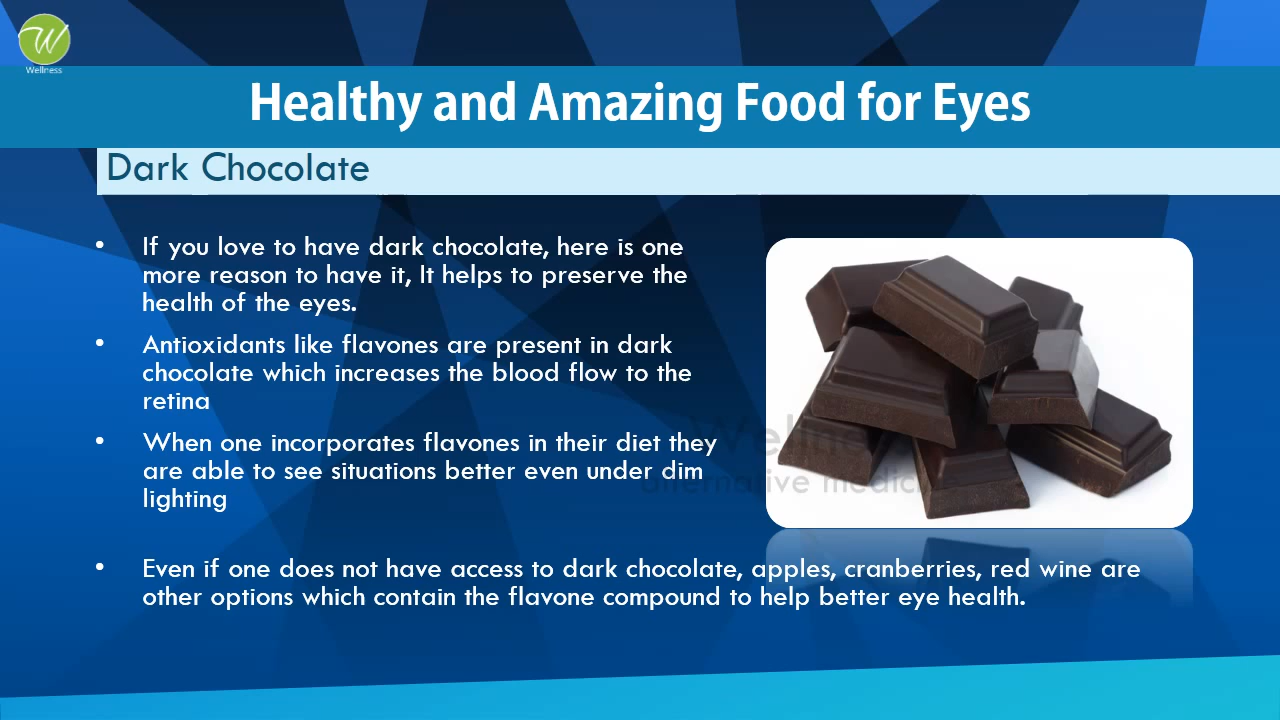 Wellness
Healthy and Amazing Food for Eyes
Dark Chocolate
• If you love to have dark chocolate, here is one
more reason to have it, It helps to preserve the
health of the eyes.
• Antioxidants like flavones are present in dark
chocolate which increases the blood flow to the
retina
• When one incorporates flavones in their diet they
are able to see situations better even under dim
lighting
Wellness
alternative medicine
• Even if one does not have access to dark chocolate, apples, cranberries, red wine are
other options which contain the flavone compound to help better eye health.